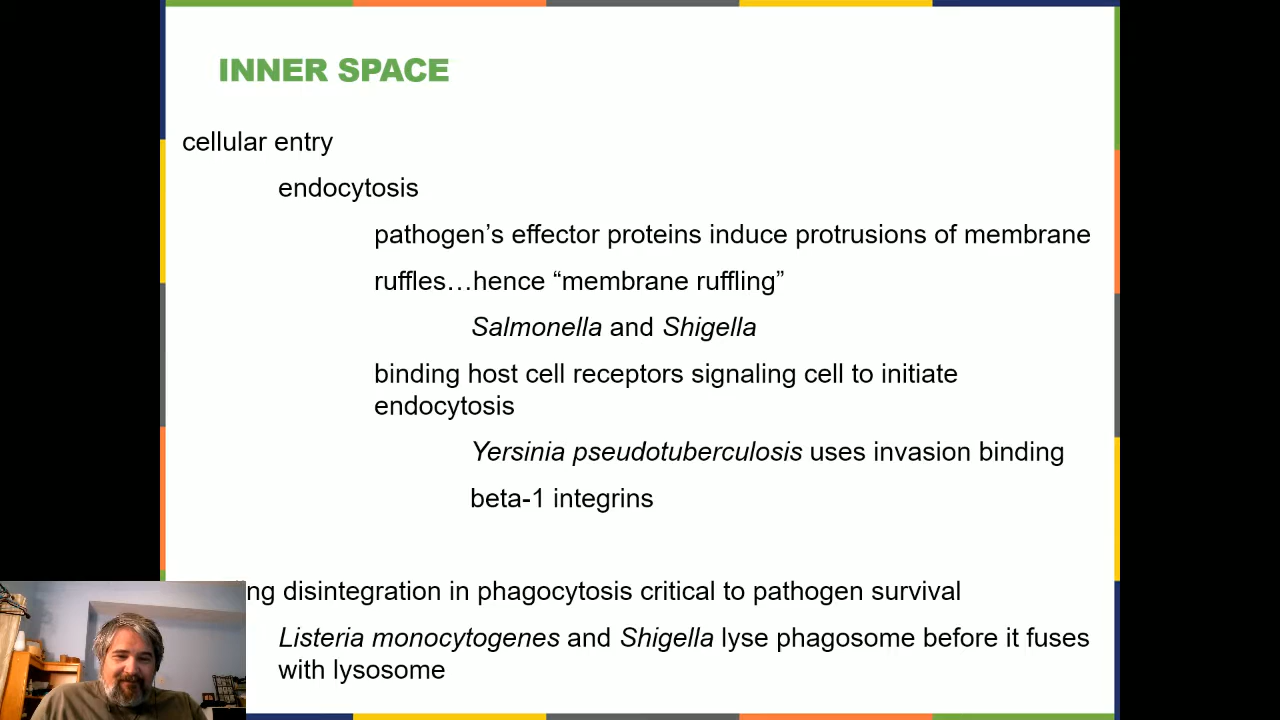 INNER SPACE
cellular entry
endocytosis
pathogen’s effector proteins induce protrusions of membrane
ruffles…hence “membrane ruffling”
Salmonella and Shigella
binding host cell receptors signaling cell to initiate
endocytosis
Yersinia pseudotuberculosis uses invasion binding
beta-1 integrins
disintegration in phagocytosis critical to pathogen survival
Listeria monocytogenes and Shigella lyse phagosome before it fuses
with lysosome